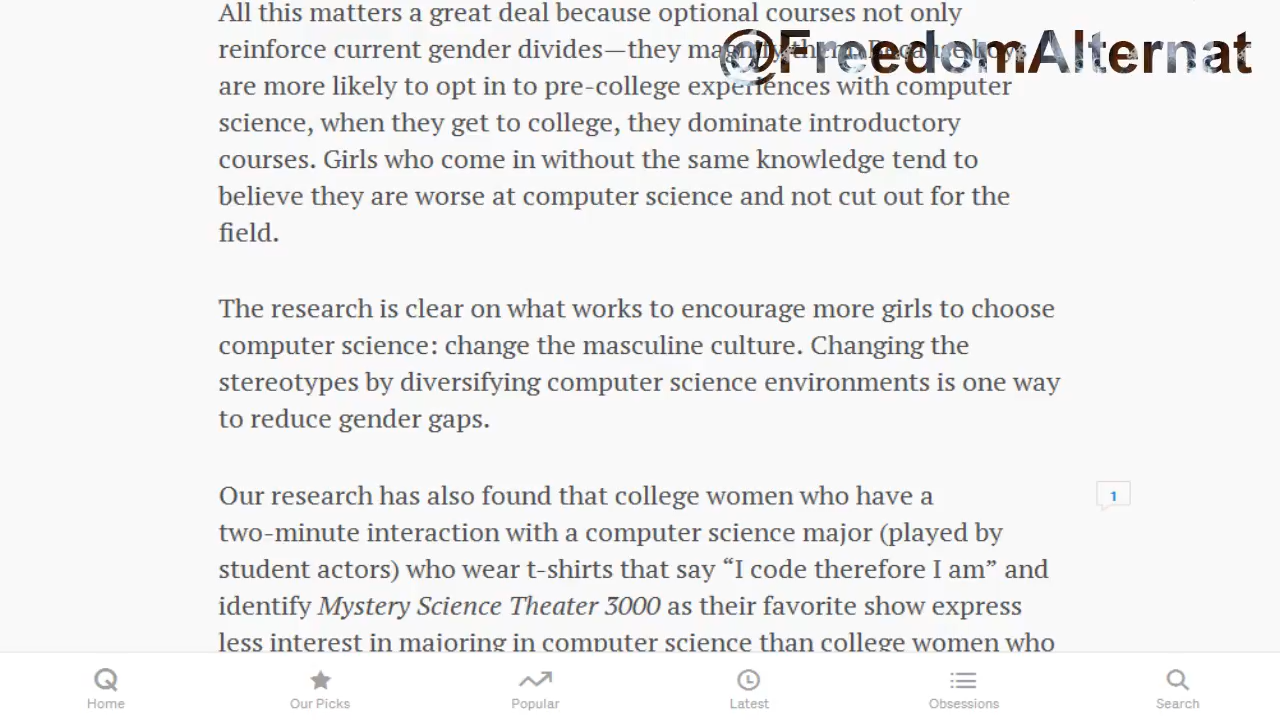 All this matters a great deal because optional courses not only
@FreedomAlternat
reinforce current gender divides—they magnify them. Because boys
are more likely to opt in to pre-college experiences with computer
science, when they get to college, they dominate introductory
courses. Girls who come in without the same knowledge tend to
believe they are worse at computer science and not cut out for the
field.
The research is clear on what works to encourage more girls to choose
computer science: change the masculine culture. Changing the
stereotypes by diversifying computer science environments is one way
to reduce gender gaps.
Our research has also found that college women who have a
1
two-minute interaction with a computer science major (played by
student actors) who wear t-shirts that say “I code therefore I am” and
identify Mystery Science Theater 3000 as their favorite show express
less interest in majoring in computer science than college women who
Home
Our Picks
Popular
Latest
Obsessions
Search